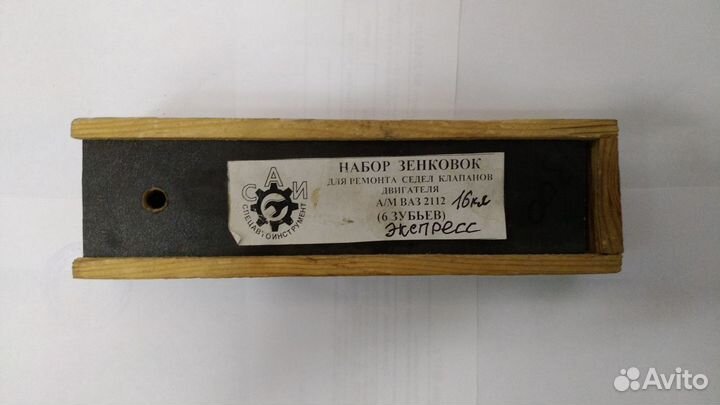 САИ
СПЕЦАВТОИНСТРУМЕНТ
НАБОР ЗЕНКОВОК
ДЛЯ РЕМОНТА СЕДЕЛ КЛАПАНОВ
ДВИГАТЕЛЯ
А/М ВАЗ 2112 16кл
(6 ЗУБЬЕВ)
экспресс
Avito